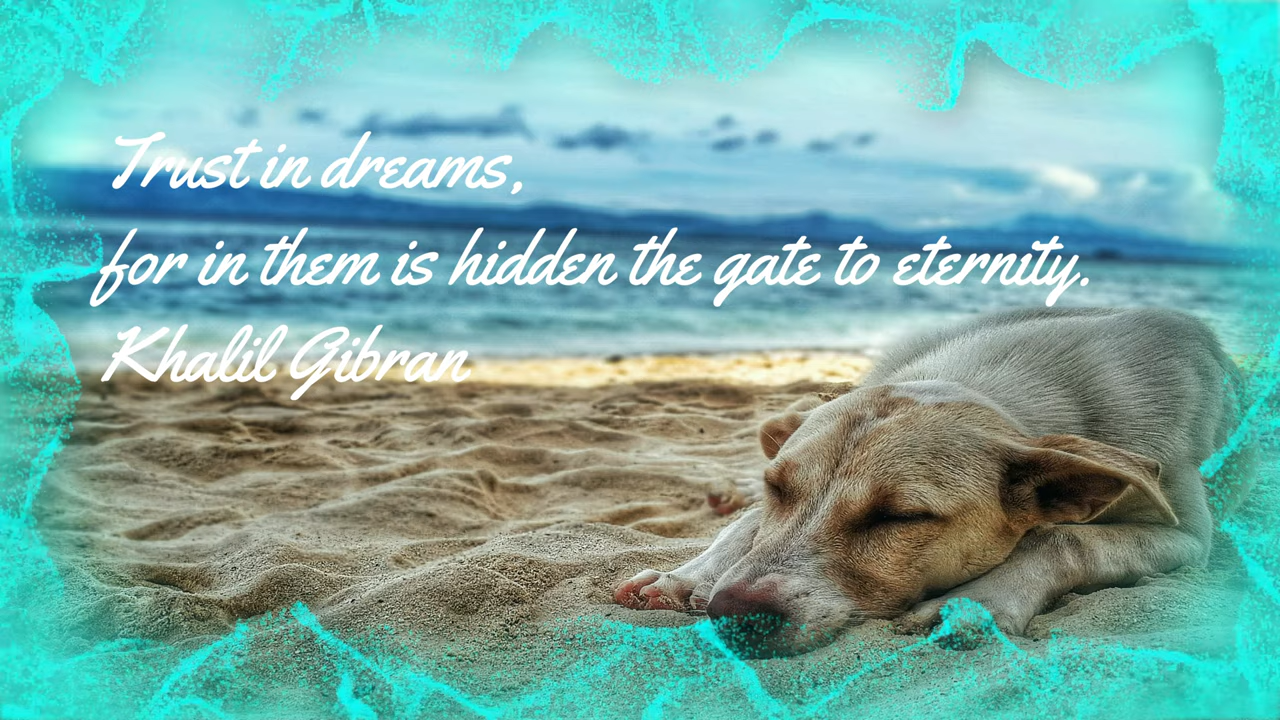 Trust in dreams,
for in them is hidden the gate to eternity.
Khalil Gibran